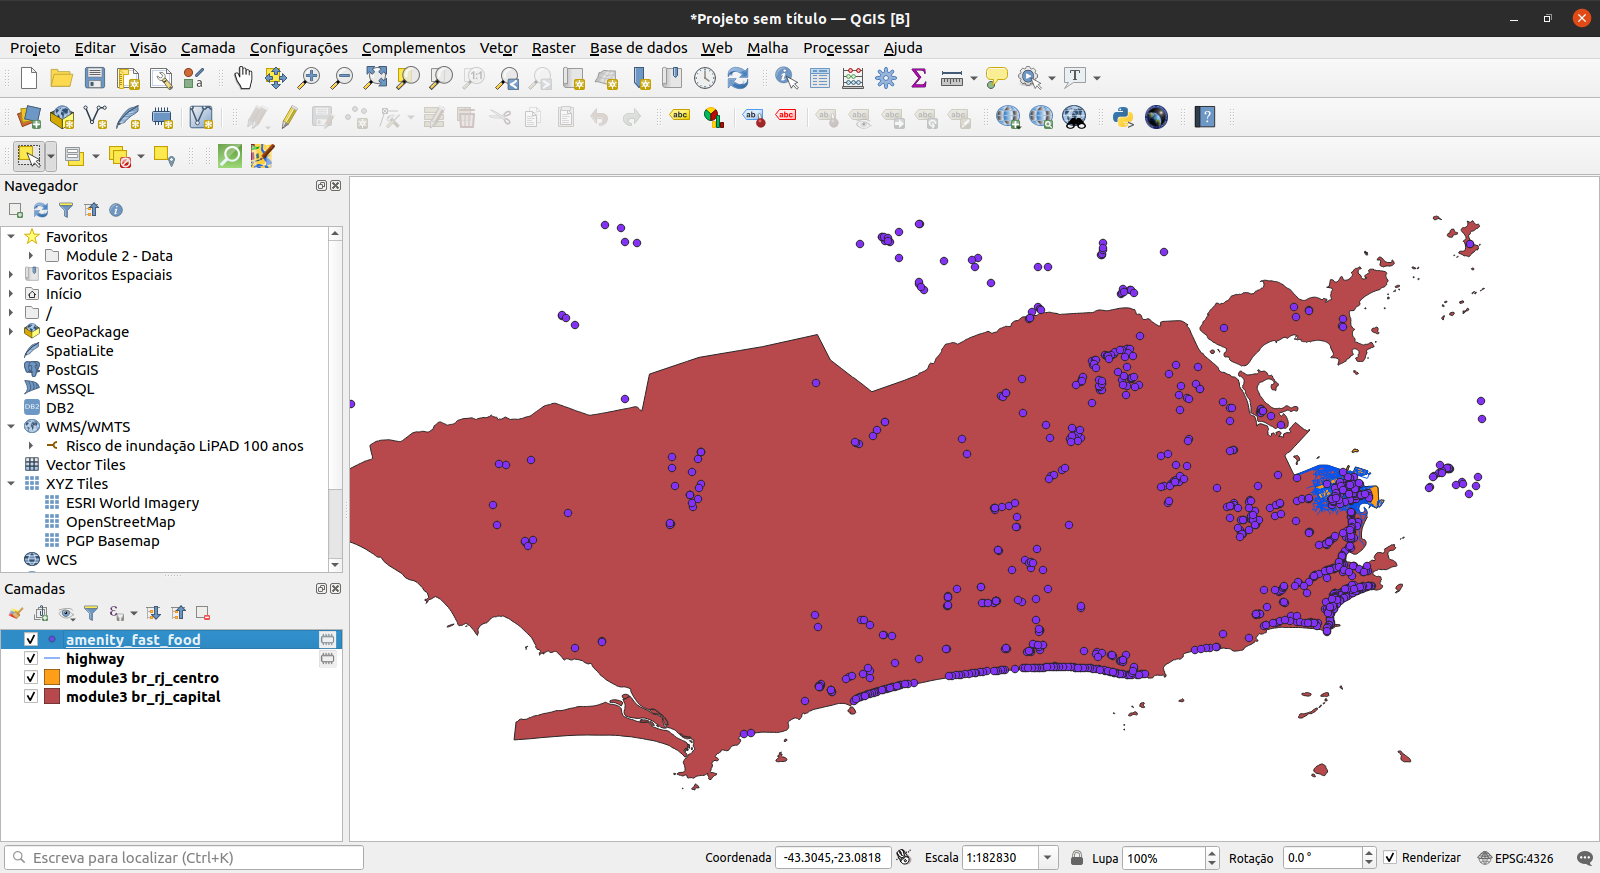 *Projeto sem título — QGIS [B]
Projeto Editar Visão Camada Configurações Complementos Vetor Raster Base de dados Web Malha Processar Ajuda
Navegador
Favoritos
Module 2 - Data
Favoritos Espaciais
Início
/
GeoPackage
SpatiaLite
PostGIS
MSSQL
DB2
WMS/WMTS
Risco de inundação LiPAD 100 anos
Vector Tiles
XYZ Tiles
ESRI World Imagery
OpenStreetMap
PGP Basemap
WCS
Camadas
amenity_fast_food
highway
module3 br_rj_centro
module3 br_rj_capital
Escreva para localizar (Ctrl+K)
Coordenada -43.3045,-23.0818 Escala 1:182830 Lupa 100% Rotação 0.0 ° Renderizar EPSG:4326